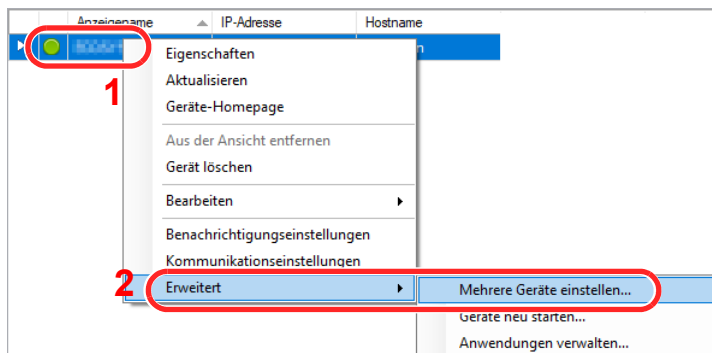 Anzeigename IP-Adresse Hostname
1
Eigenschaften
Aktualisieren
Geräte-Homepage
Aus der Ansicht entfernen
Gerät löschen
Bearbeiten
Benachrichtigungseinstellungen
Kommunikationseinstellungen
2
Erweitert
Mehrere Geräte einstellen...
Geräte neu starten...
Anwendungen verwalten...